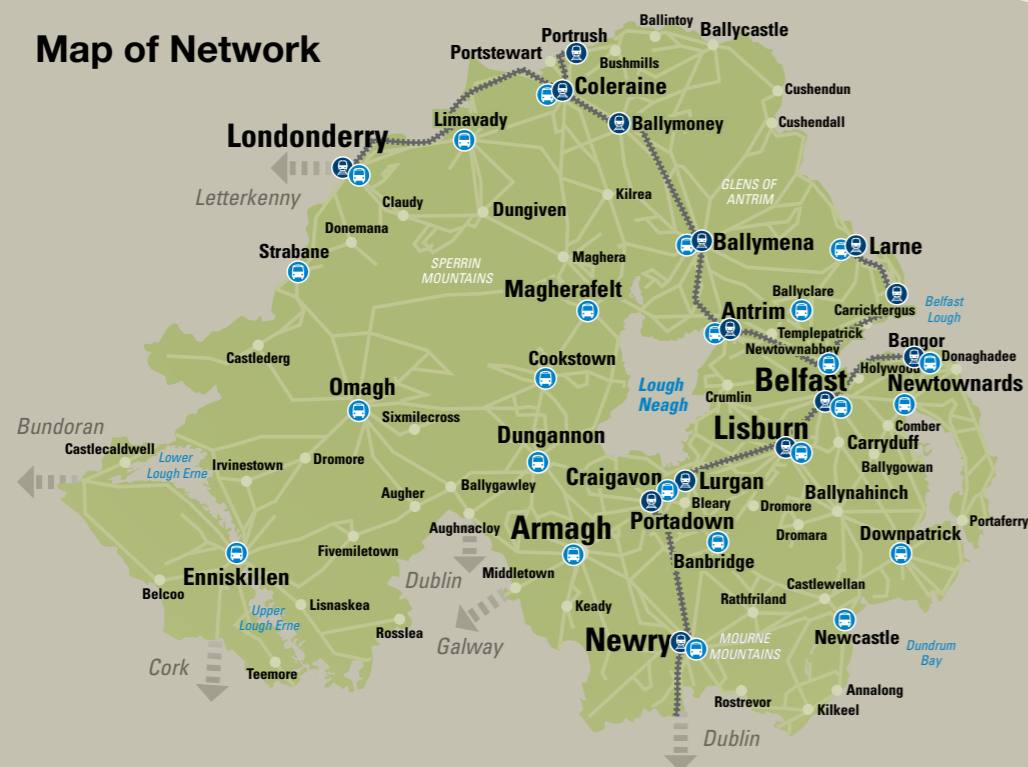 Map of Network
Ballintoy
Portrush
Ballycastle
Portstewart
Bushmills
Coleraine
Cushendun
Limavady
Ballymoney
Cushendall
Londonderry
Letterkenny
GLENS OF
ANTRIM
Kilrea
Claudy
Dungiven
Donemana
Ballymena
Larne
Strabane
SPERRIN
MOUNTAINS
Maghera
Magherafelt
Ballyclare
Antrim
Carrickfergus
Belfast
Lough
Templepatrick
Newtownabbey
Bangor
Donaghadee
Castlederg
Cookstown
Holywood
Belfast
Newtownards
Omagh
Lough
Neagh
Crumlin
Sixmilecross
Comber
Bundoran
Lisburn
Castlecaldwell
Dungannon
Carryduff
Lower
Lough Erne
Irvinestown
Dromore
Ballygowan
Craigavon
Lurgan
Augher
Ballygawley
Ballynahinch
Bleary
Dromore
Aughnacloy
Armagh
Portadown
Dromara
Downpatrick
Portaferry
Fivemiletown
Banbridge
Enniskillen
Dublin
Middletown
Castlewellan
Belcoo
Rathfriland
Upper
Lough Erne
Lisnaskea
Keady
Rosslea
Galway
Newry
MOURNE
MOUNTAINS
Newcastle
Dundrum
Bay
Cork
Teemore
Annalong
Rostrevor
Kilkeel
Dublin